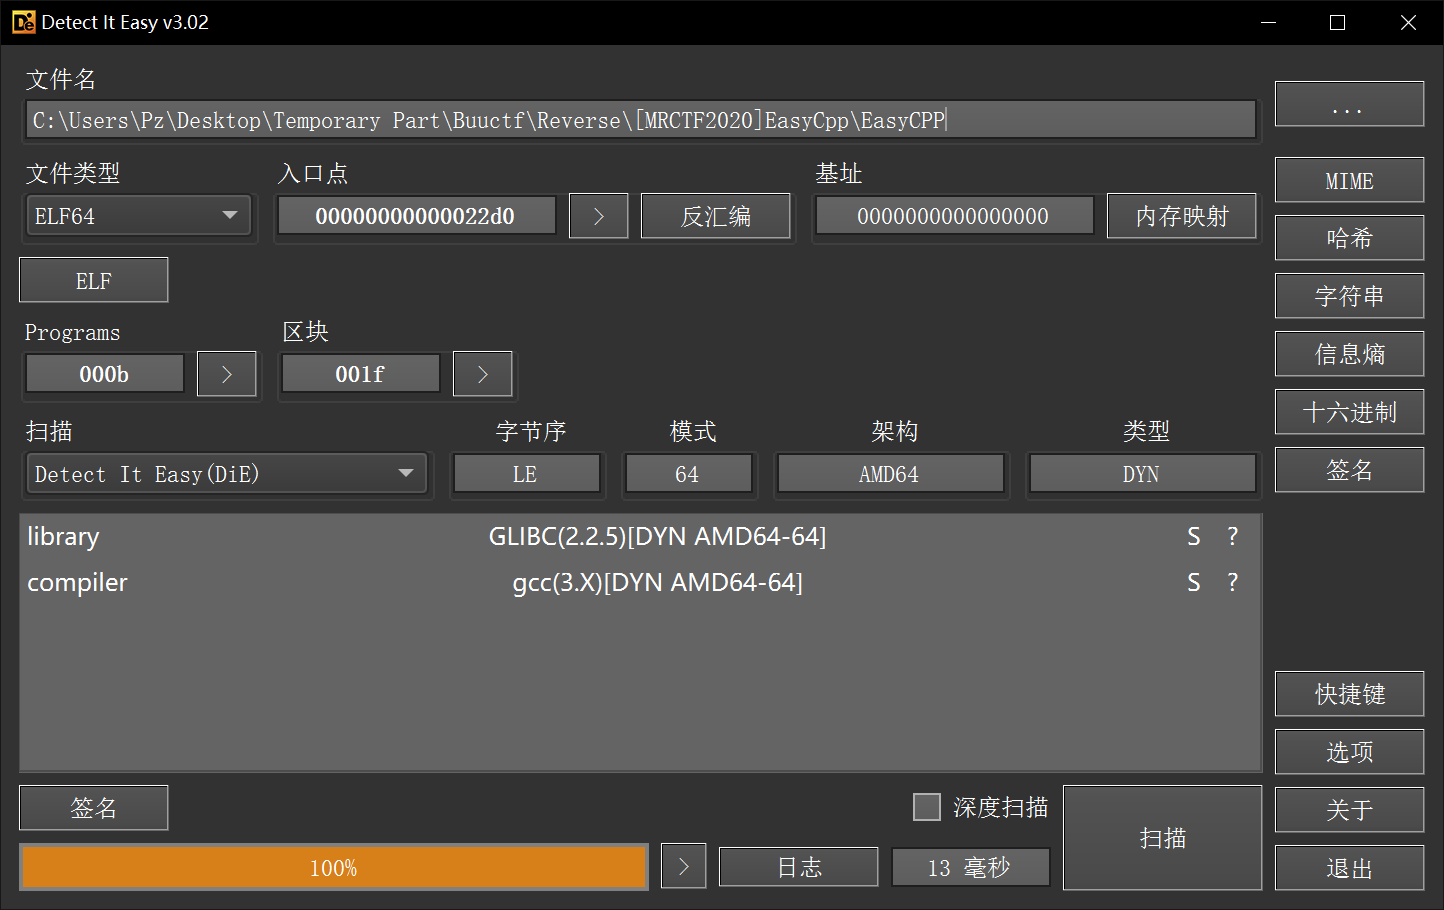 Detect It Easy v3.02
文件名
C:\Users\Pz\Desktop\Temporary Part\Buuctf\Reverse\[MRCTF2020]EasyCpp\EasyCPP
...
文件类型 入口点 基址
ELF64 00000000000022d0 > 反汇编 0000000000000000 内存映射
MIME
哈希
ELF
字符串
Programs 区块
000b > 001f >
信息熵
十六进制
扫描 字节序 模式 架构 类型
Detect It Easy(DiE) LE 64 AMD64 DYN
签名
library GLIBC(2.2.5)[DYN AMD64-64] S ?
compiler gcc(3.X)[DYN AMD64-64] S ?
快捷键
选项
签名 深度扫描 扫描
关于
100% > 日志 13 毫秒
退出